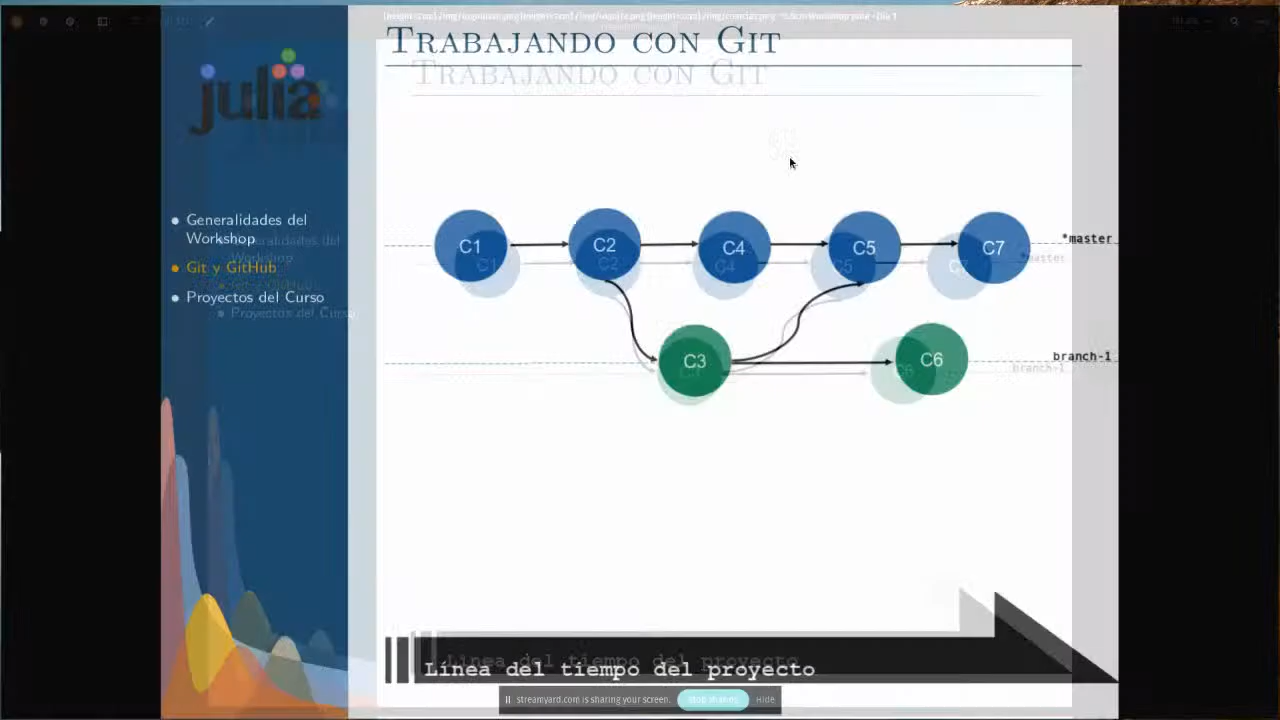 TRABAJANDO CON GIT
julia
Generalidades del
Workshop
Git y GitHub
Proyectos del Curso
C1
C2
C4
C5
C7
*master
C3
C6
branch-1
Línea del tiempo del proyecto
streamyard.com is sharing your screen.
Stop sharing
Hide